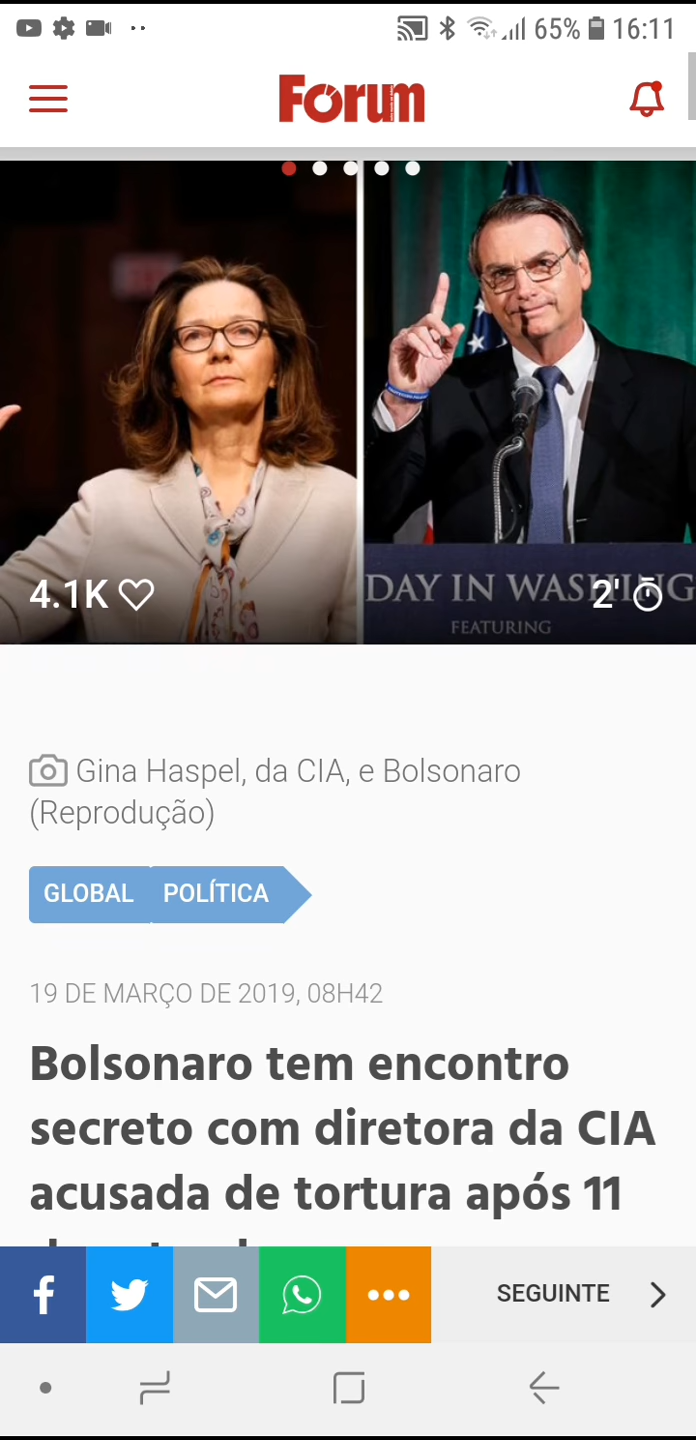 65% 16:11
Forum
4.1K
DAY IN WASHING
2'
FEATURING
Gina Haspel, da CIA, e Bolsonaro
(Reprodução)
GLOBAL POLÍTICA
19 DE MARÇO DE 2019, 08H42
Bolsonaro tem encontro
secreto com diretora da CIA
acusada de tortura após 11
SEGUINTE